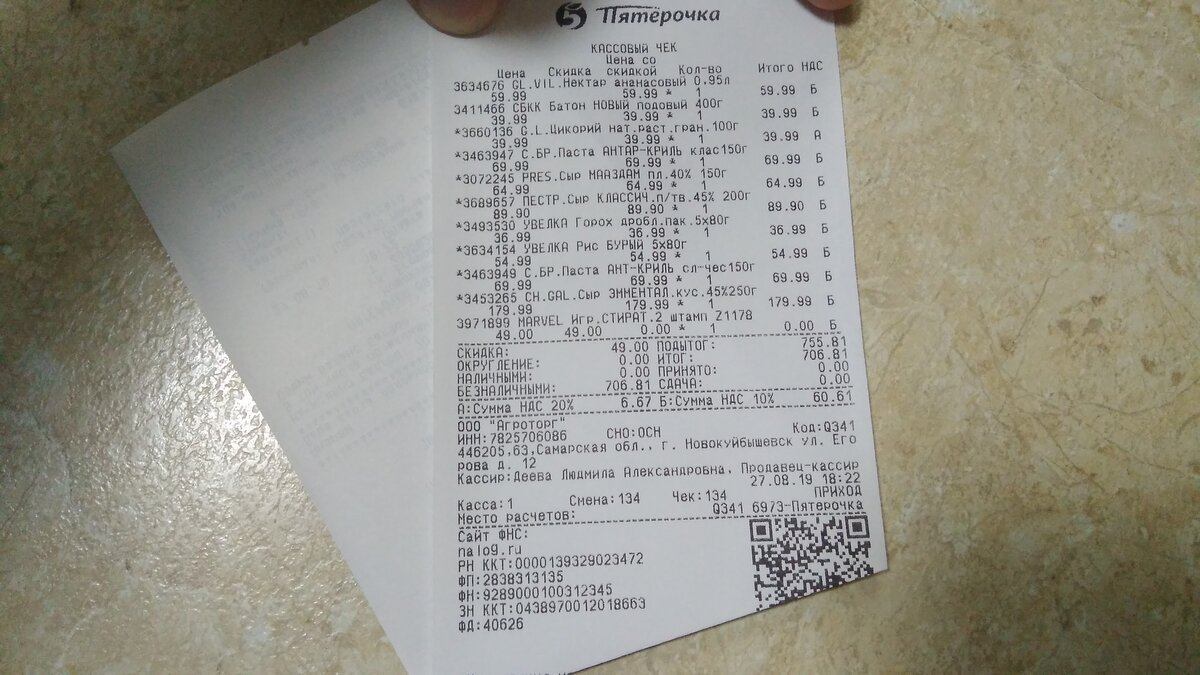 5 Пятёрочка
КАССОВЫЙ ЧЕК
Цена со
Цена Скидка скидкой Кол-во Итого НДС
3634676 GL.VIL.Нектар ананасовый 0,95л
59.99 59.99 * 1 59.99 Б
3411466 СБКК Батон НОВЫЙ подовый 400г
39.99 39.99 * 1 39.99 Б
*3660136 G.L.Цикорий нат.раст.гран.100г
39.99 39.99 * 1 39.99 А
*3463947 С.БР.Паста АНТАР-КРИЛЬ клас150г
69.99 69.99 * 1 69.99 Б
*3072245 PRES.Сыр МААЗДАМ пл.40% 150г
64.99 64.99 * 1 64.99 Б
*3689657 ПЕСТР.Сыр КЛАССИЧ.п/тв.45% 200г
89.90 89.90 * 1 89.90 Б
*3493530 УВЕЛКА Горох дробл.пак.5х80г
36.99 36.99 * 1 36.99 Б
*3634154 УВЕЛКА Рис БУРЫЙ 5х80г
54.99 54.99 * 1 54.99 Б
*3463949 С.БР.Паста АНТ-КРИЛЬ сл-чес150г
69.99 69.99 * 1 69.99 Б
*3453265 CH.GAL.Сыр ЭММЕНТАЛ.кус.45%250г
179.99 179.99 * 1 179.99 Б
3971899 MARVEL Игр.СТИРАТ.2 штамп Z1178
49.00 49.00 0.00 * 1 0.00 Б
СКИДКА: 49.00 ПОДЫТОГ: 755.81
ОКРУГЛЕНИЕ: 0.00 ИТОГ: 706.81
НАЛИЧНЫМИ: 0.00 ПРИНЯТО: 0.00
БЕЗНАЛИЧНЫМИ: 706.81 СДАЧА: 0.00
А:Сумма НДС 20% 6.67 Б:Сумма НДС 10% 60.61
ООО "Агроторг"
ИНН:7825706086 СНО:ОСН Код:Q341
446205,63,Самарская обл., г. Новокуйбышевск ул. Его
рова д. 12
Кассир:Деева Людмила Александровна, Продавец-кассир
27.08.19 18:22
Касса:1 Смена:134 Чек:134 ПРИХОД
Место расчетов: Q341 6973-Пятерочка
Сайт ФНС:
nalog.ru
РН ККТ:0000139329023472
ФП:2838313135
ФН:9289000100312345
ЗН ККТ:0438970012018663
ФД:40626